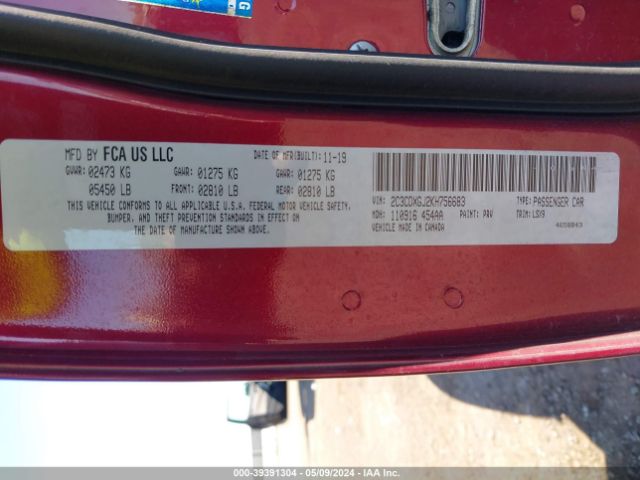 G
MFD BY FCA US LLC
DATE OF MFR(BUILT): 11-19
GVWR: 02473 KG GAWR: 01275 KG GAWR: 01275 KG
05450 LB FRONT: 02810 LB REAR: 02810 LB
THIS VEHICLE CONFORMS TO ALL APPLICABLE U.S.A. FEDERAL MOTOR VEHICLE SAFETY,
BUMPER, AND THEFT PREVENTION STANDARDS IN EFFECT ON
THE DATE OF MANUFACTURE SHOWN ABOVE.
VIN: 2C3CDXGJ2KH756683 TYPE: PASSENGER CAR
MDH: 110916 454AA PAINT: PRV TRIM: LSX9
VEHICLE MADE IN CANADA
000-39391304 | 05/09/2024 - IAA Inc.